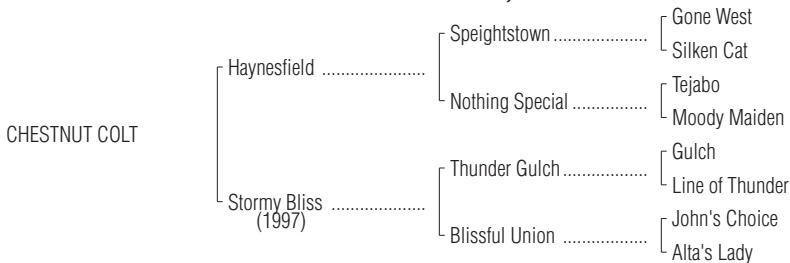 Gone West
Speightstown ....................
Silken Cat
Haynesfield ......................
Tejabo
Nothing Special ................
Moody Maiden
CHESTNUT COLT
Gulch
Thunder Gulch ..................
Line of Thunder
Stormy Bliss ....................
(1997)
John's Choice
Blissful Union ..................
Alta's Lady